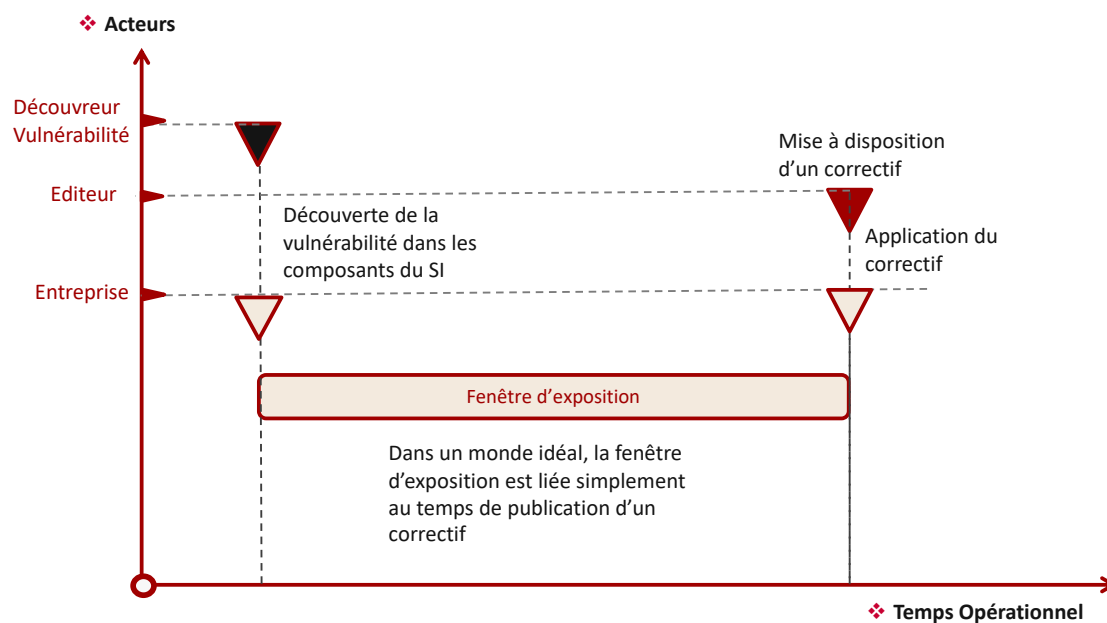 ❖ Acteurs
Découvreur
Vulnérabilité
Mise à disposition
d’un correctif
Editeur
Découverte de la
vulnérabilité dans les
composants du SI
Application du
correctif
Entreprise
Fenêtre d’exposition
Dans un monde idéal, la fenêtre
d’exposition est liée simplement
au temps de publication d’un
correctif
❖ Temps Opérationnel